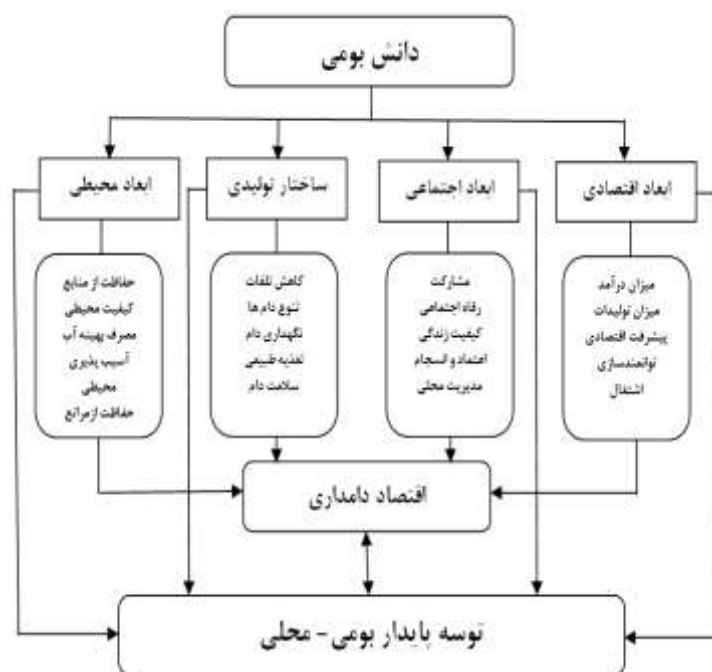 دانش بومی
ابعاد اقتصادی
ابعاد اجتماعی
ساختار تولیدی
ابعاد محیطی
میزان درآمد
میزان تولیدات
پیشرفت اقتصادی
توانمندسازی
اشتغال
مشارکت
رفاه اجتماعی
کیفیت زندگی
اعتماد و انسجام
مدیریت محلی
کاهش تلفات
تنوع دام ها
نگهداری دام
تغذیه طبیعی
سلامت دام
حفاظت از منابع
کیفیت محیطی
مصرف بهینه آب
آسیب پذیری
محیطی
حفاظت از مراتع
اقتصاد دامداری
توسه پایدار بومی - محلی